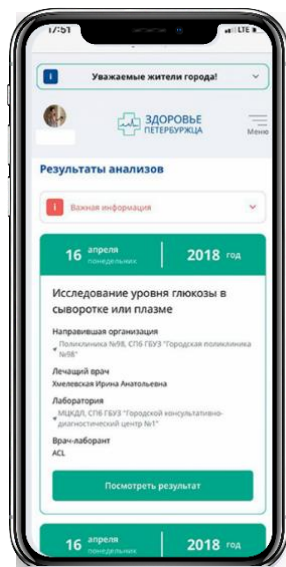 17:51
LTE
Уважаемые жители города!
ЗДОРОВЬЕ
ПЕТЕРБУРЖЦА
Меню
Результаты анализов
Важная информация
16 апреля
понедельник
2018 год
Исследование уровня глюкозы в
сыворотке или плазме
Направившая организация
Поликлиника №98, СПб ГБУЗ "Городская поликлиника
№98"
Лечащий врач
Хмелевская Ирина Анатольевна
Лаборатория
МЦКДЛ, СПб ГБУЗ "Городской консультативно-
диагностический центр №1"
Врач-лаборант
ACL
Посмотреть результат
16 апреля
понедельник
2018 год